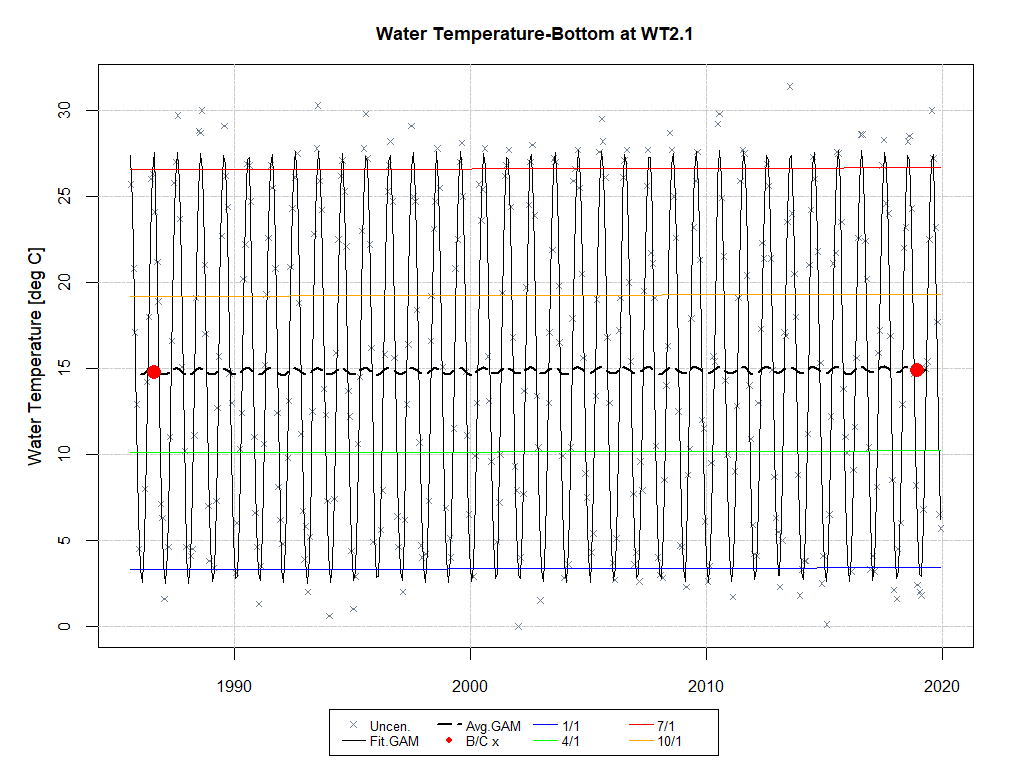 Water Temperature-Bottom at WT2.1
Water Temperature [deg C]
30
25
20
15
10
5
0
1990 2000 2010 2020
Uncen. Avg.GAM 1/1 7/1
Fit.GAM B/C x 4/1 10/1